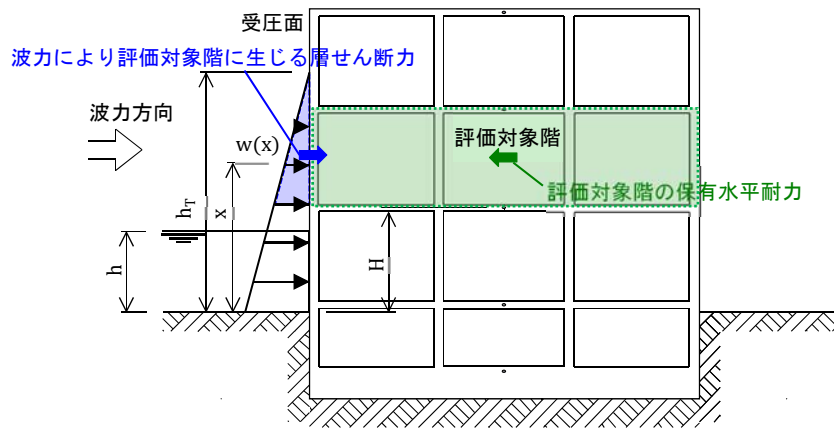 受圧面
波力により評価対象階に生じる層せん断力
波力方向
w(x)
評価対象階
評価対象階の保有水平耐力
hT
x
h
H